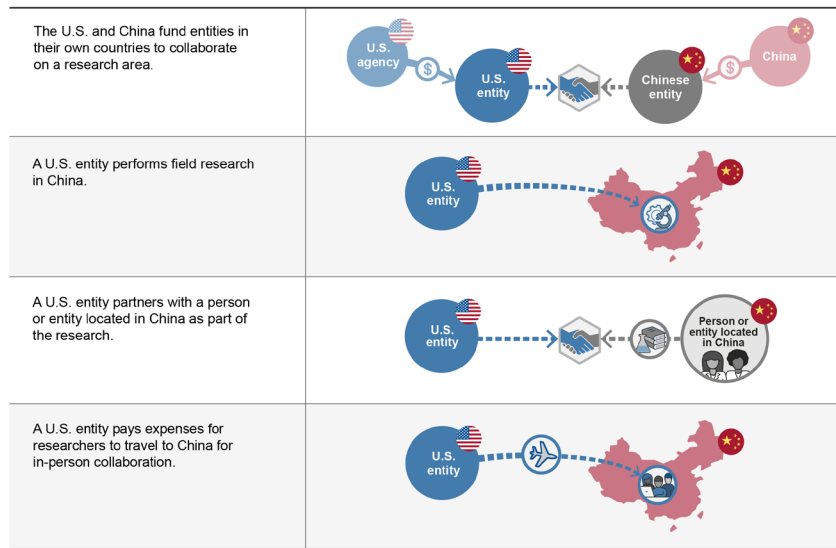 The U.S. and China fund entities in
their own countries to collaborate
on a research area.
U.S.
agency
$
U.S.
entity
Chinese
entity
$
China
A U.S. entity performs field research
in China.
U.S.
entity
A U.S. entity partners with a person
or entity located in China as part of
the research.
U.S.
entity
Person or
entity located
in China
A U.S. entity pays expenses for
researchers to travel to China for
in-person collaboration.
U.S.
entity